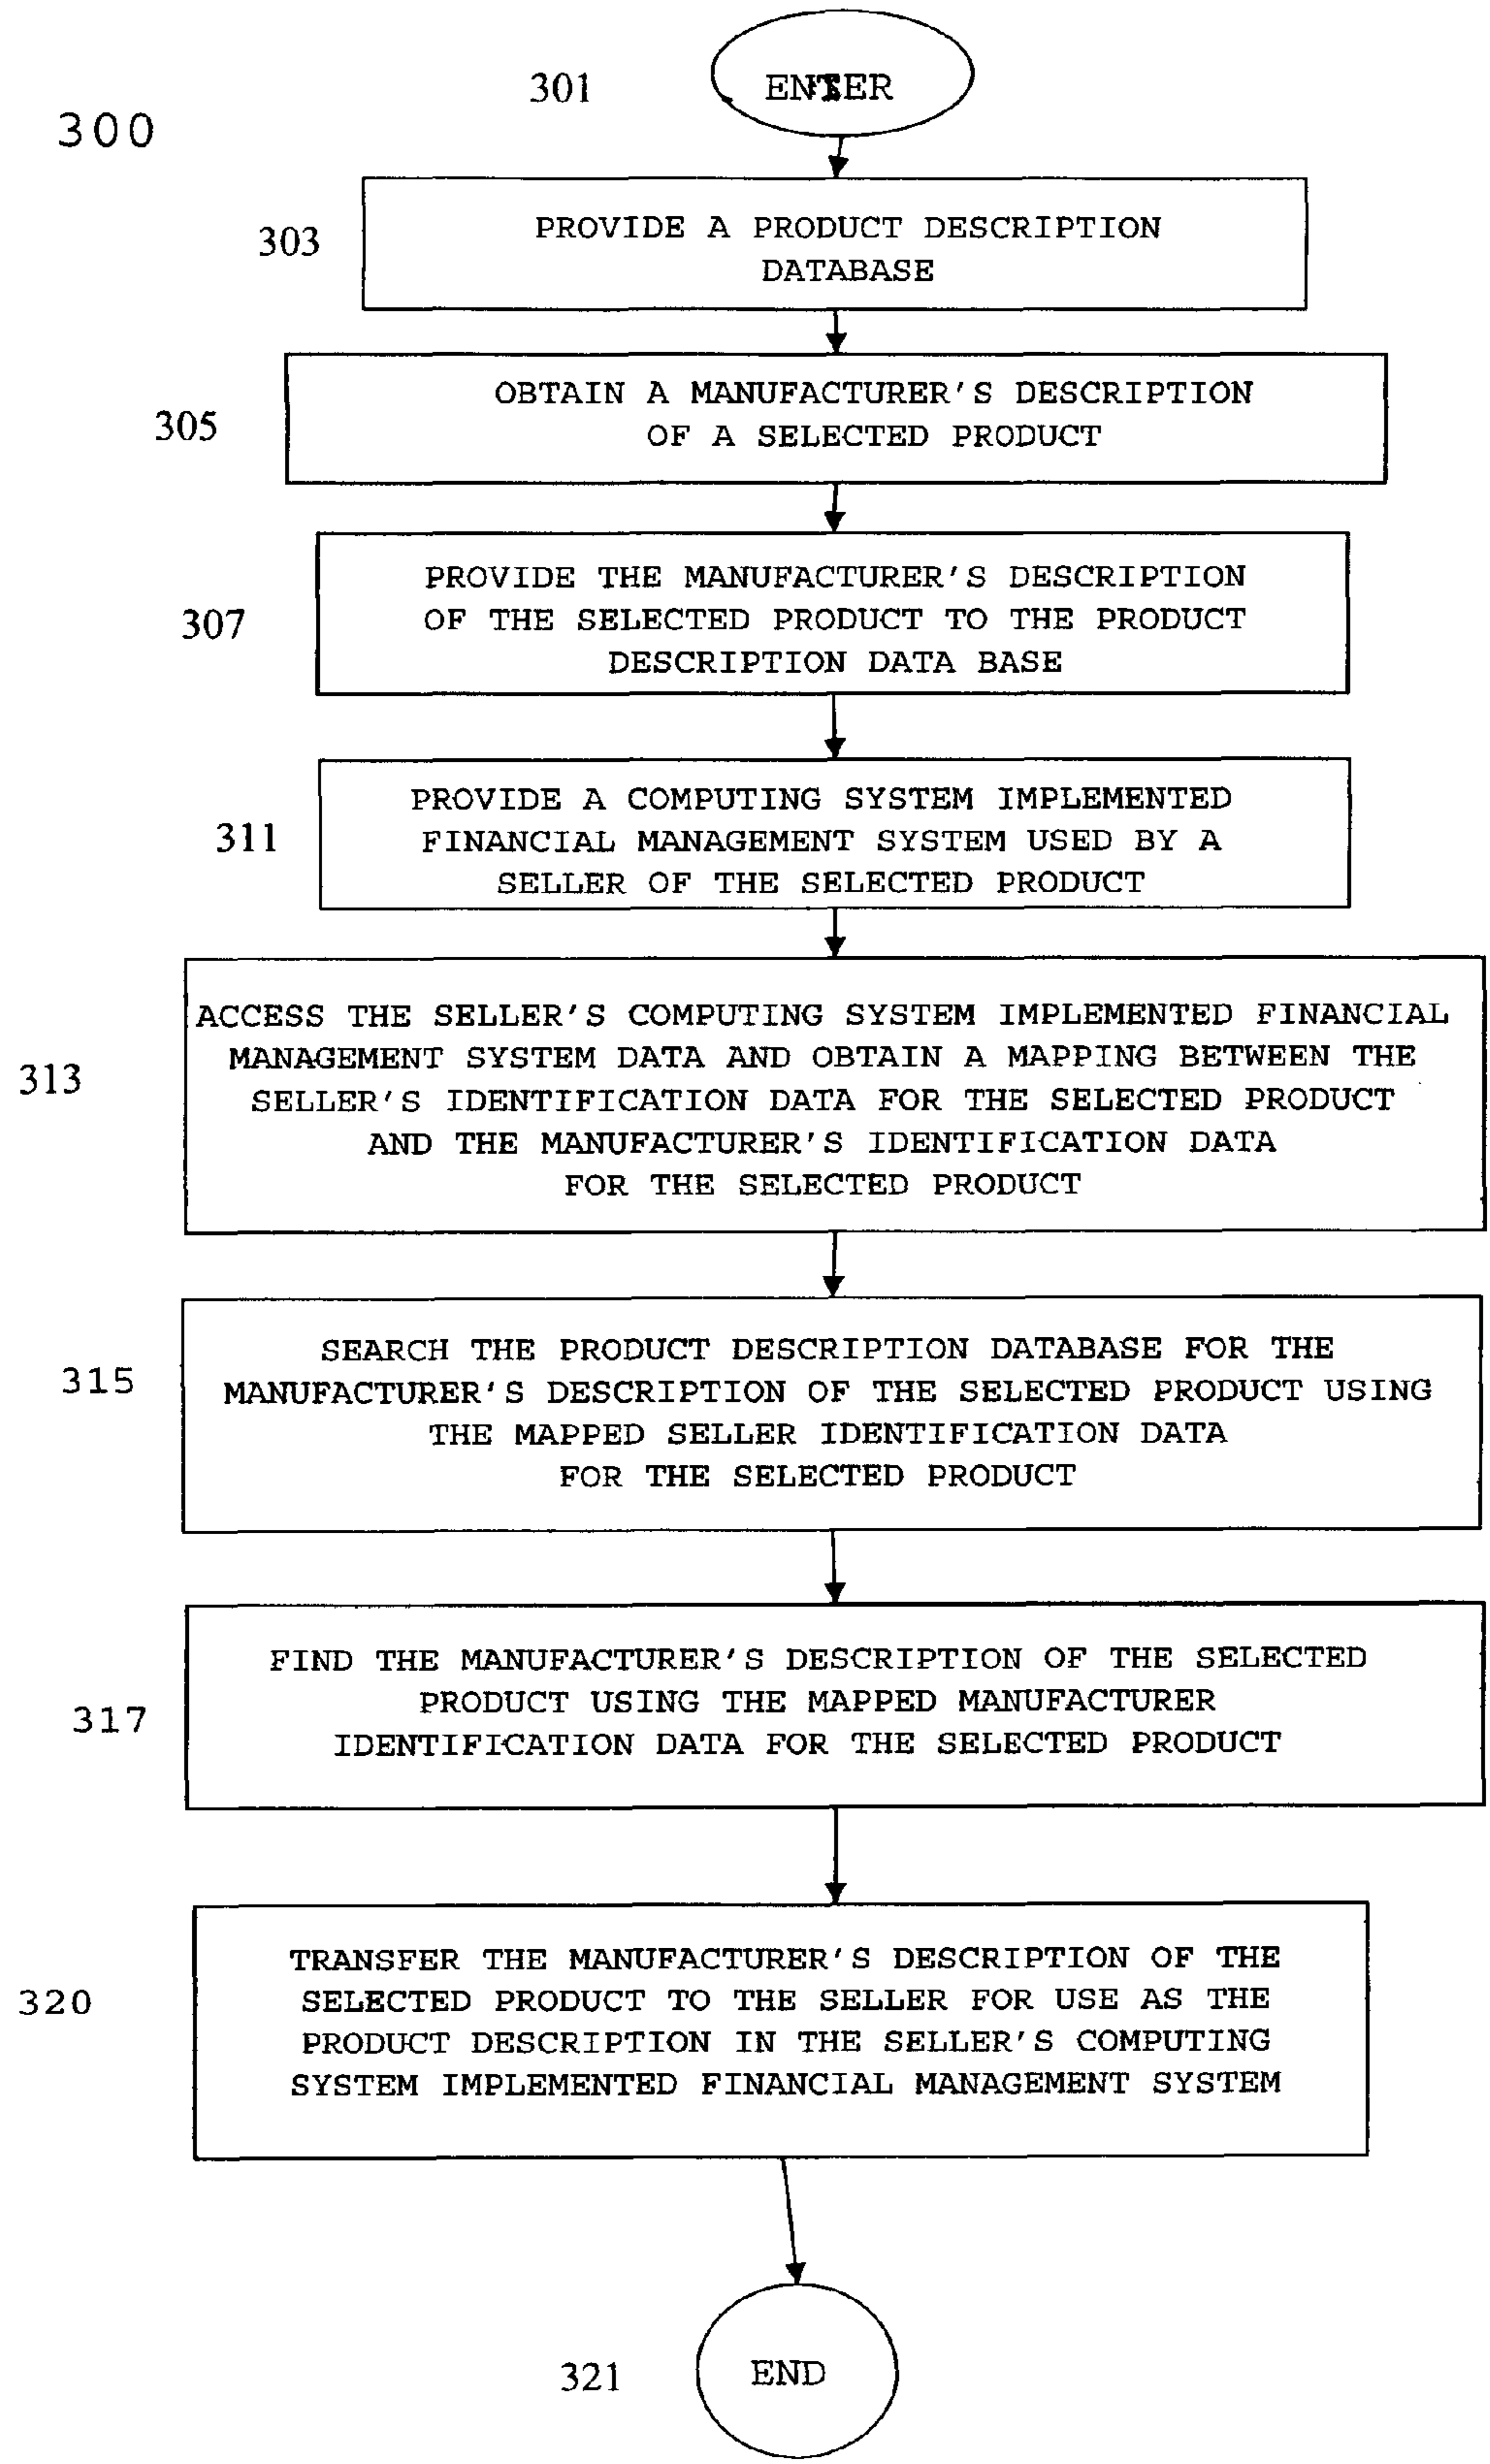 301
ENTER
300
303
PROVIDE A PRODUCT DESCRIPTION
DATABASE
305
OBTAIN A MANUFACTURER'S DESCRIPTION
OF A SELECTED PRODUCT
307
PROVIDE THE MANUFACTURER'S DESCRIPTION
OF THE SELECTED PRODUCT TO THE PRODUCT
DESCRIPTION DATA BASE
311
PROVIDE A COMPUTING SYSTEM IMPLEMENTED
FINANCIAL MANAGEMENT SYSTEM USED BY A
SELLER OF THE SELECTED PRODUCT
313
ACCESS THE SELLER'S COMPUTING SYSTEM IMPLEMENTED FINANCIAL
MANAGEMENT SYSTEM DATA AND OBTAIN A MAPPING BETWEEN THE
SELLER'S IDENTIFICATION DATA FOR THE SELECTED PRODUCT
AND THE MANUFACTURER'S IDENTIFICATION DATA
FOR THE SELECTED PRODUCT
315
SEARCH THE PRODUCT DESCRIPTION DATABASE FOR THE
MANUFACTURER'S DESCRIPTION OF THE SELECTED PRODUCT USING
THE MAPPED SELLER IDENTIFICATION DATA
FOR THE SELECTED PRODUCT
317
FIND THE MANUFACTURER'S DESCRIPTION OF THE SELECTED
PRODUCT USING THE MAPPED MANUFACTURER
IDENTIFICATION DATA FOR THE SELECTED PRODUCT
320
TRANSFER THE MANUFACTURER'S DESCRIPTION OF THE
SELECTED PRODUCT TO THE SELLER FOR USE AS THE
PRODUCT DESCRIPTION IN THE SELLER'S COMPUTING
SYSTEM IMPLEMENTED FINANCIAL MANAGEMENT SYSTEM
321
END